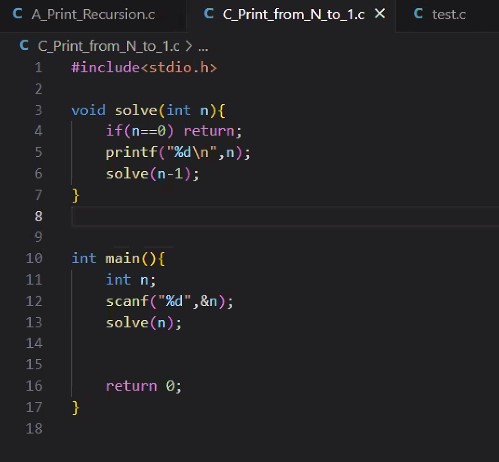 C A_Print_Recursion.c C C_Print_from_N_to_1.c × C test.c
C C_Print_from_N_to_1.c > ...
1 #include<stdio.h>
2
3 void solve(int n){
4     if(n==0) return;
5     printf("%d\n",n);
6     solve(n-1);
7 }
8
9
10 int main(){
11     int n;
12     scanf("%d",&n);
13     solve(n);
14
15
16     return 0;
17 }
18